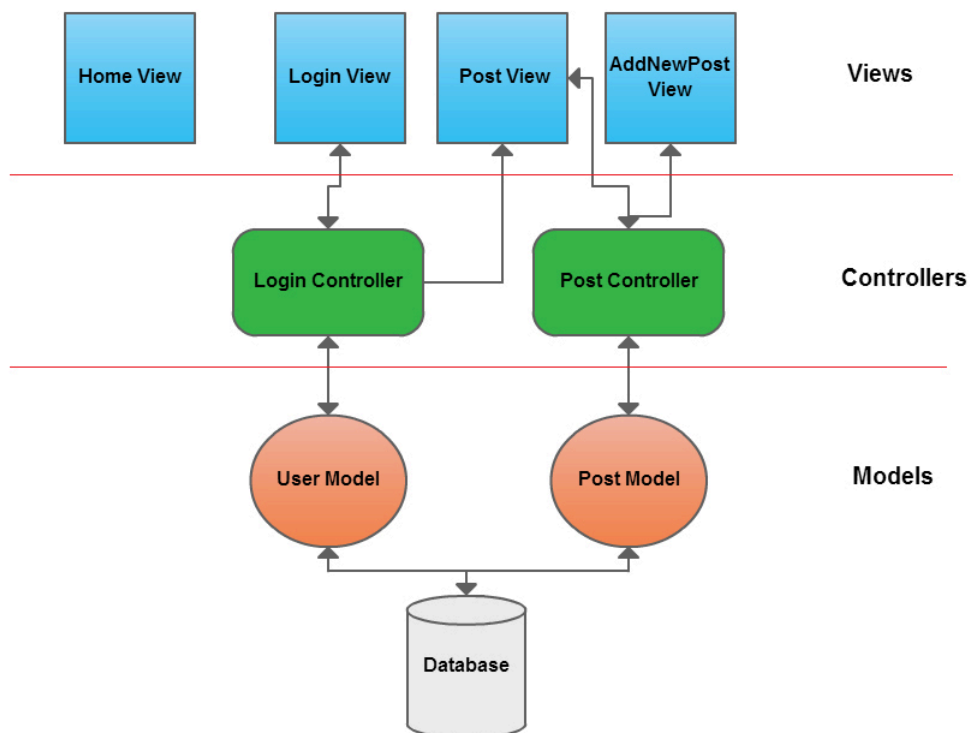 Home View
Login View
Post View
AddNewPost
View
Views
Login Controller
Post Controller
Controllers
User Model
Post Model
Models
Database